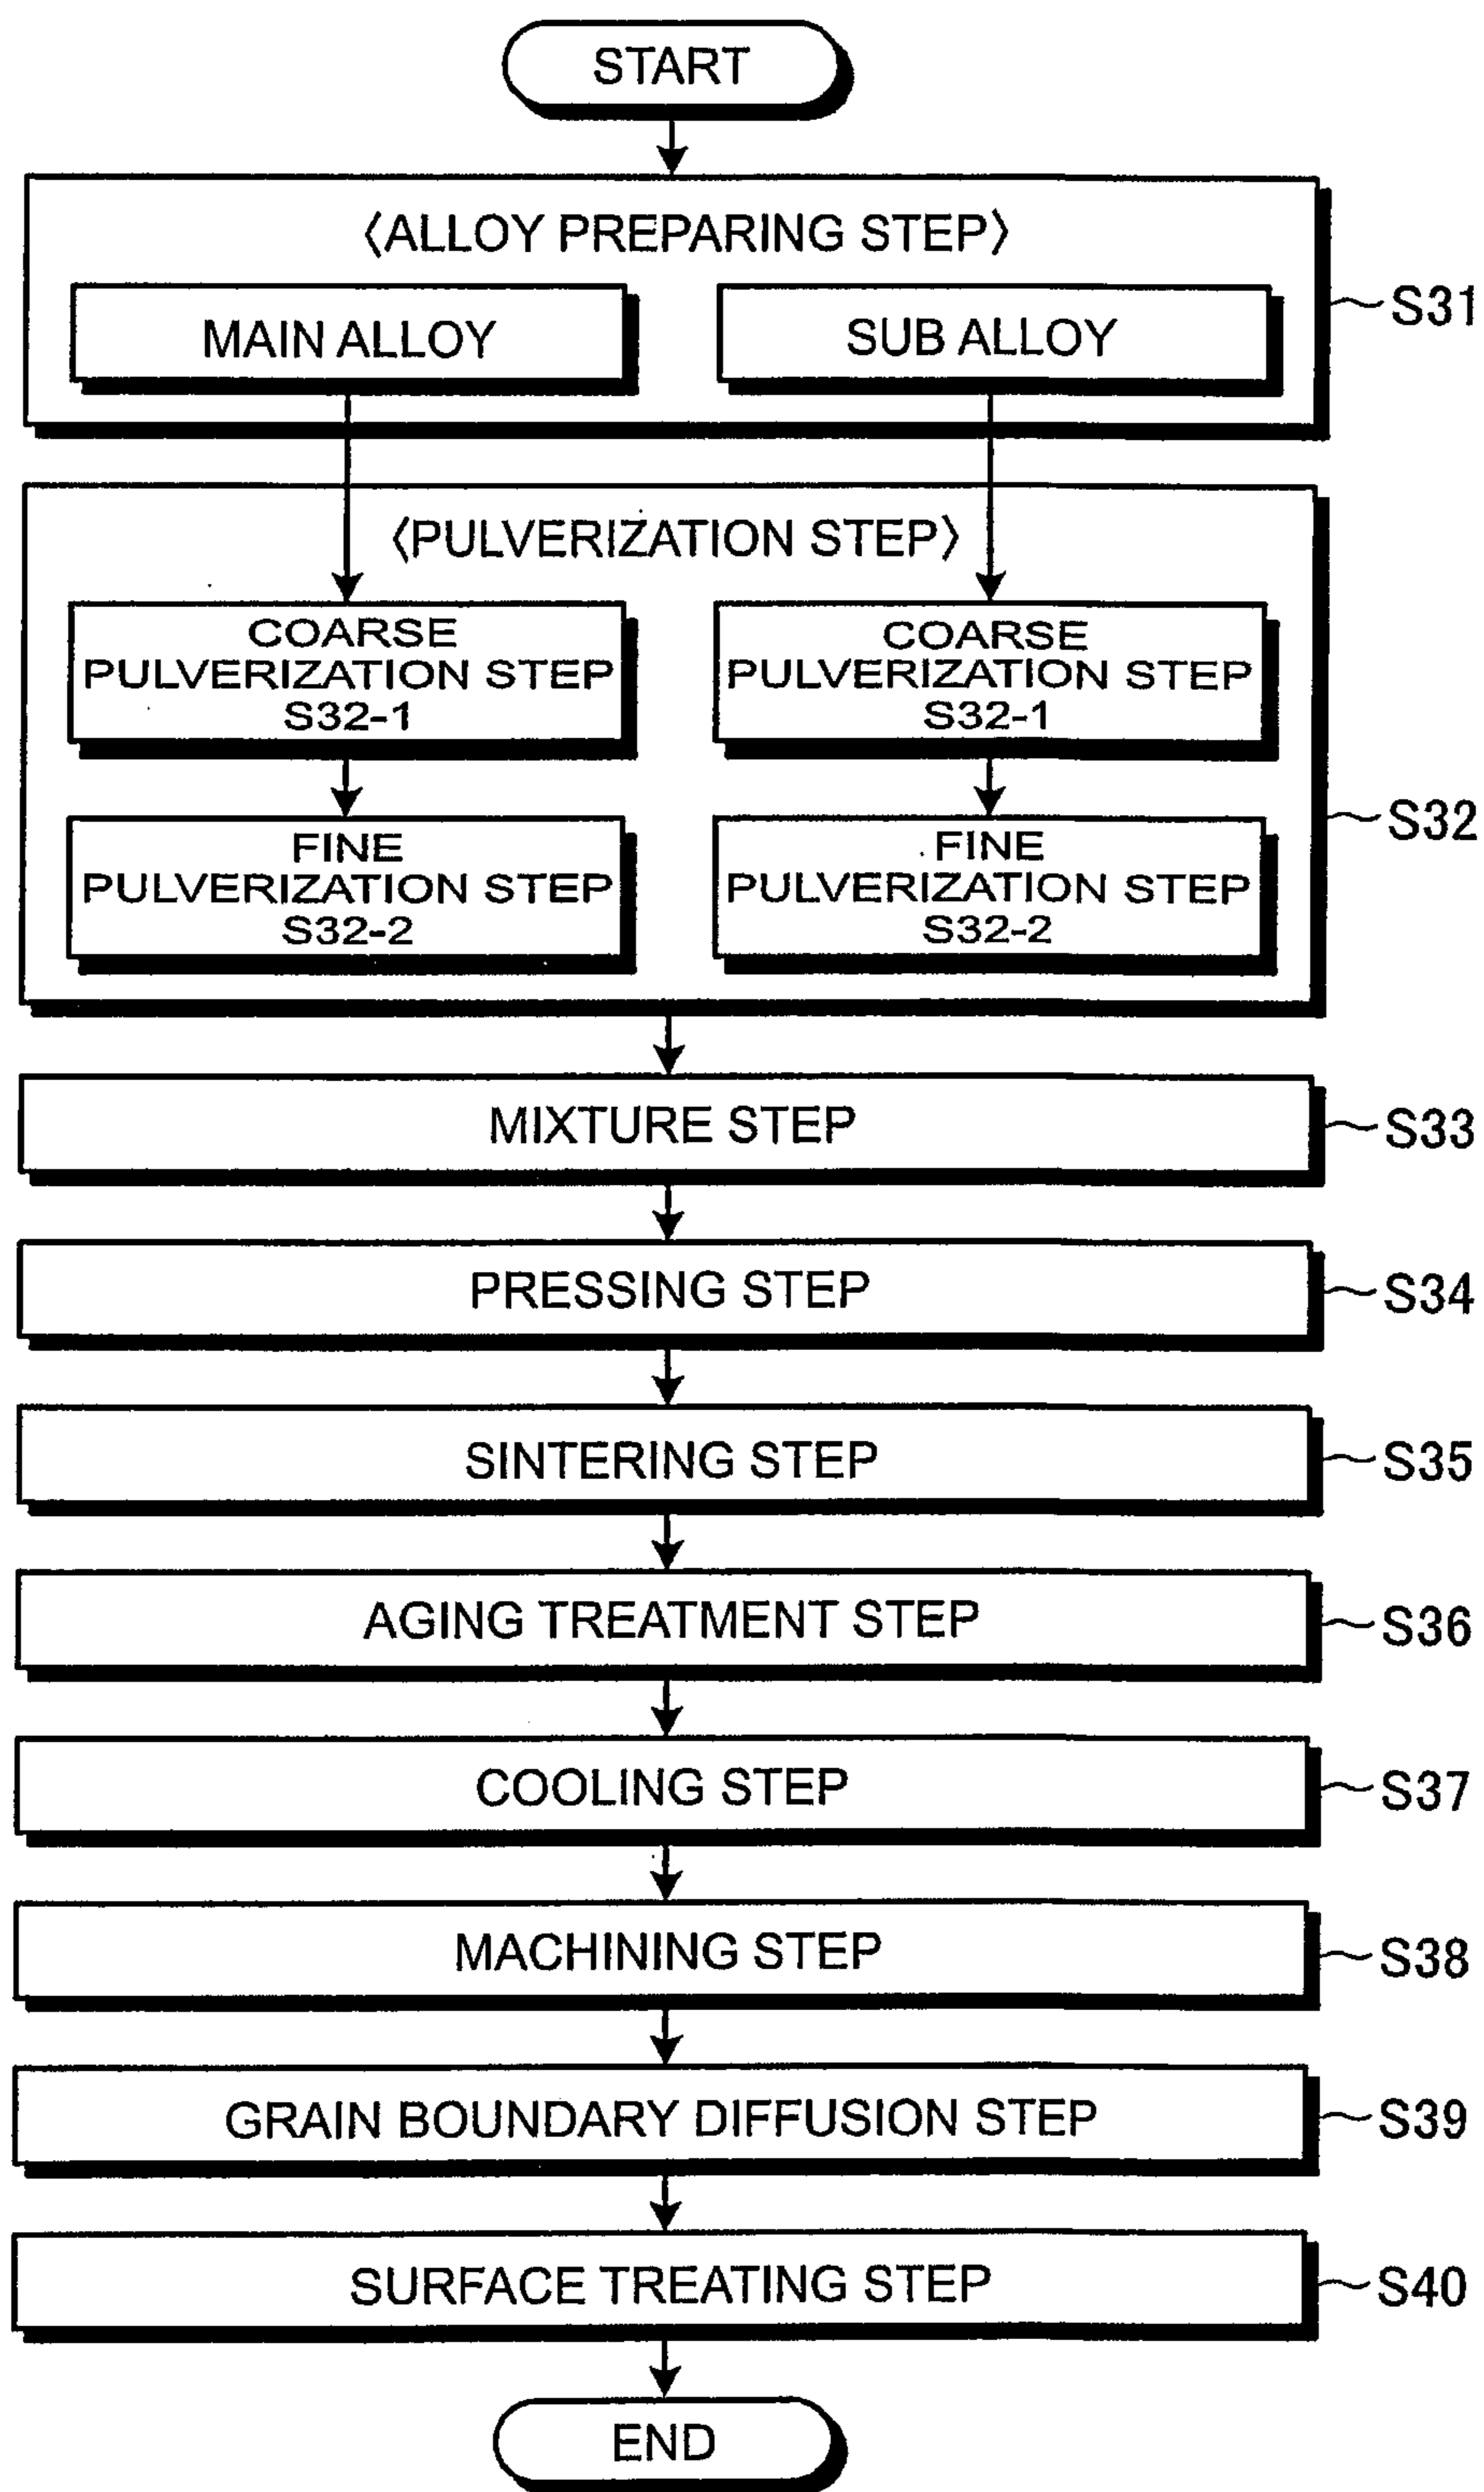 START
〈ALLOY PREPARING STEP〉
MAIN ALLOY
SUB ALLOY
S31
〈PULVERIZATION STEP〉
COARSE
PULVERIZATION STEP
S32-1
COARSE
PULVERIZATION STEP
S32-1
FINE
PULVERIZATION STEP
S32-2
FINE
PULVERIZATION STEP
S32-2
S32
MIXTURE STEP
S33
PRESSING STEP
S34
SINTERING STEP
S35
AGING TREATMENT STEP
S36
COOLING STEP
S37
MACHINING STEP
S38
GRAIN BOUNDARY DIFFUSION STEP
S39
SURFACE TREATING STEP
S40
END